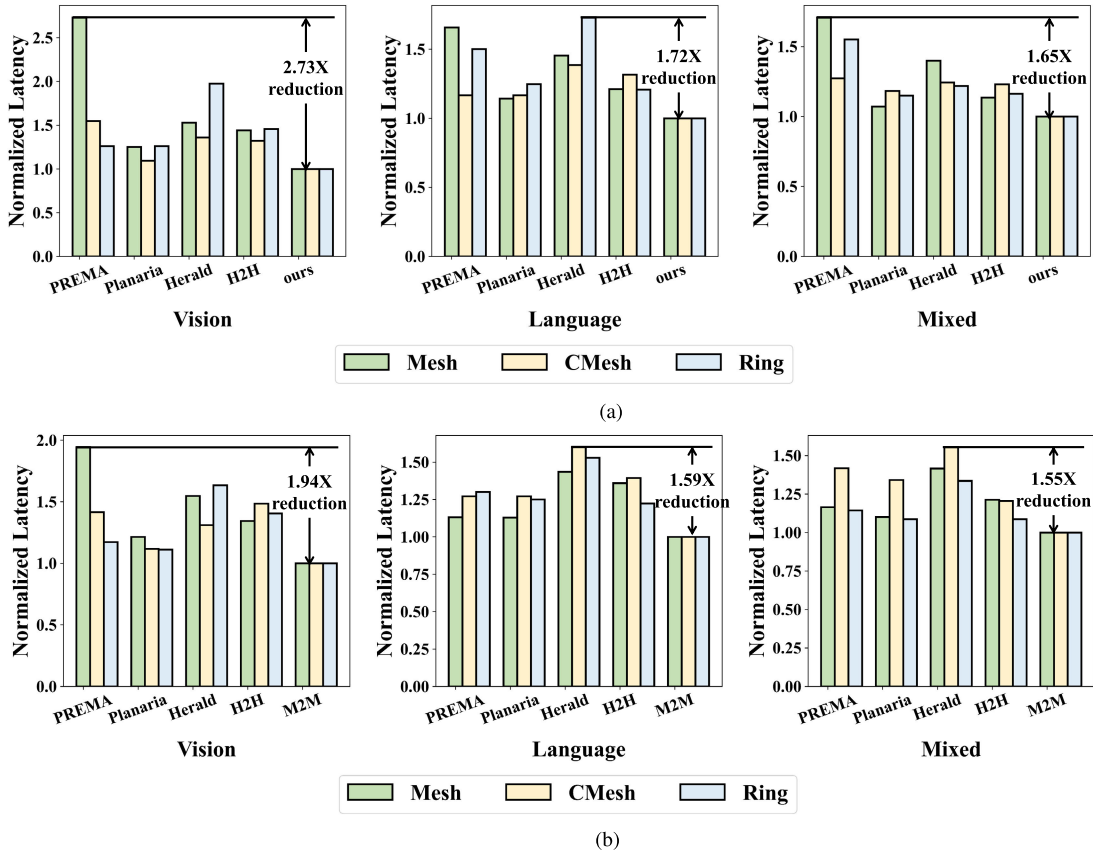 Normalized Latency
2.5
2.0
1.5
1.0
0.5
0.0
2.73X
reduction
PREMA Planaria Herald H2H ours
Vision
Normalized Latency
1.5
1.0
0.5
0.0
1.72X
reduction
PREMA Planaria Herald H2H ours
Language
Normalized Latency
1.5
1.0
0.5
0.0
1.65X
reduction
PREMA Planaria Herald H2H ours
Mixed
Mesh CMesh Ring
(a)
Normalized Latency
2.0
1.5
1.0
0.5
0.0
1.94X
reduction
PREMA Planaria Herald H2H M2M
Vision
Normalized Latency
1.50
1.25
1.00
0.75
0.50
0.25
0.00
1.59X
reduction
PREMA Planaria Herald H2H M2M
Language
Normalized Latency
1.50
1.25
1.00
0.75
0.50
0.25
0.00
1.55X
reduction
PREMA Planaria Herald H2H M2M
Mixed
Mesh CMesh Ring
(b)